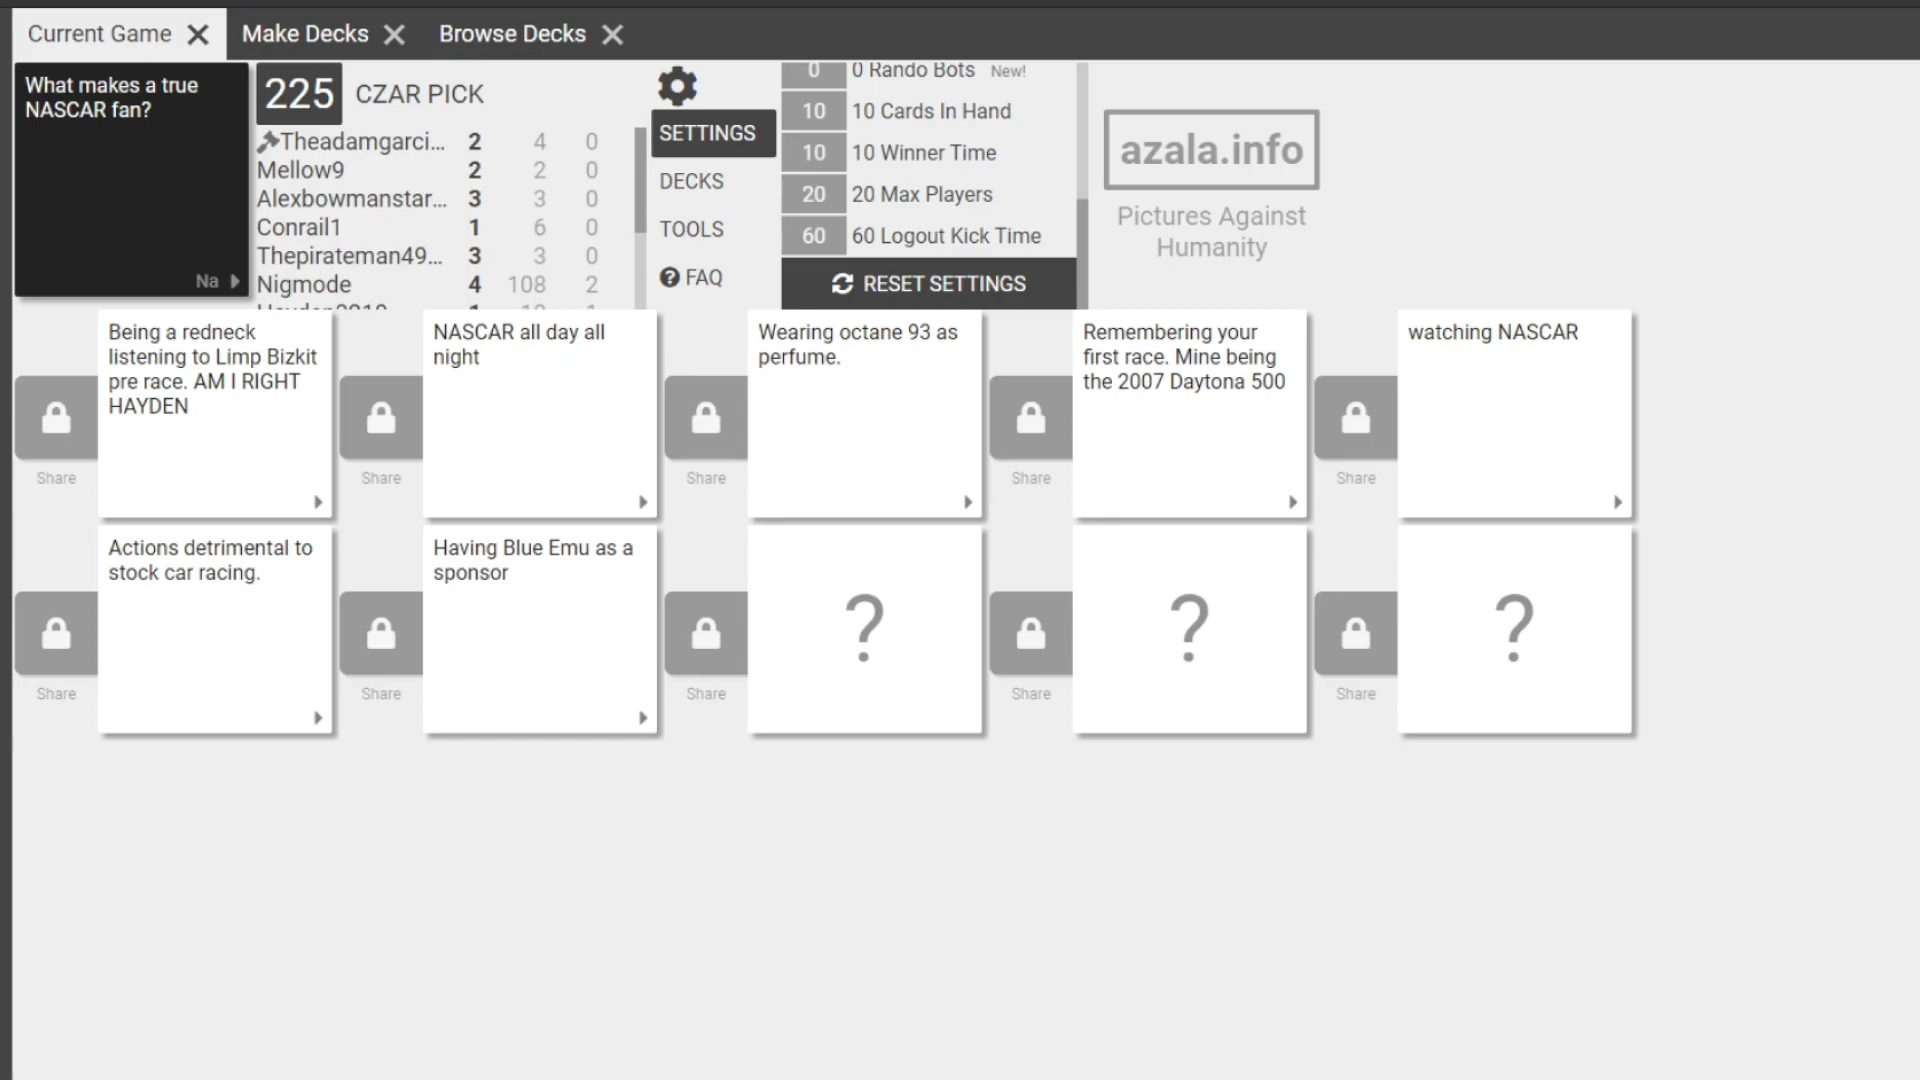 Current Game
Make Decks
Browse Decks
What makes a true
NASCAR fan?
Na
225
CZAR PICK
Theadamgarci... 2 4 0
Mellow9 2 2 0
Alexbowmanstar... 3 3 0
Conrail1 1 6 0
Thepirateman49... 3 3 0
Nigmode 4 108 2
SETTINGS
DECKS
TOOLS
? FAQ
0 0 Rando Bots New!
10 10 Cards In Hand
10 10 Winner Time
20 20 Max Players
60 60 Logout Kick Time
RESET SETTINGS
azala.info
Pictures Against
Humanity
Being a redneck
listening to Limp Bizkit
pre race. AM I RIGHT
HAYDEN
Share
NASCAR all day all
night
Share
Wearing octane 93 as
perfume.
Share
Remembering your
first race. Mine being
the 2007 Daytona 500
Share
watching NASCAR
Share
Actions detrimental to
stock car racing.
Share
Having Blue Emu as a
sponsor
Share
?
Share
?
Share
?
Share